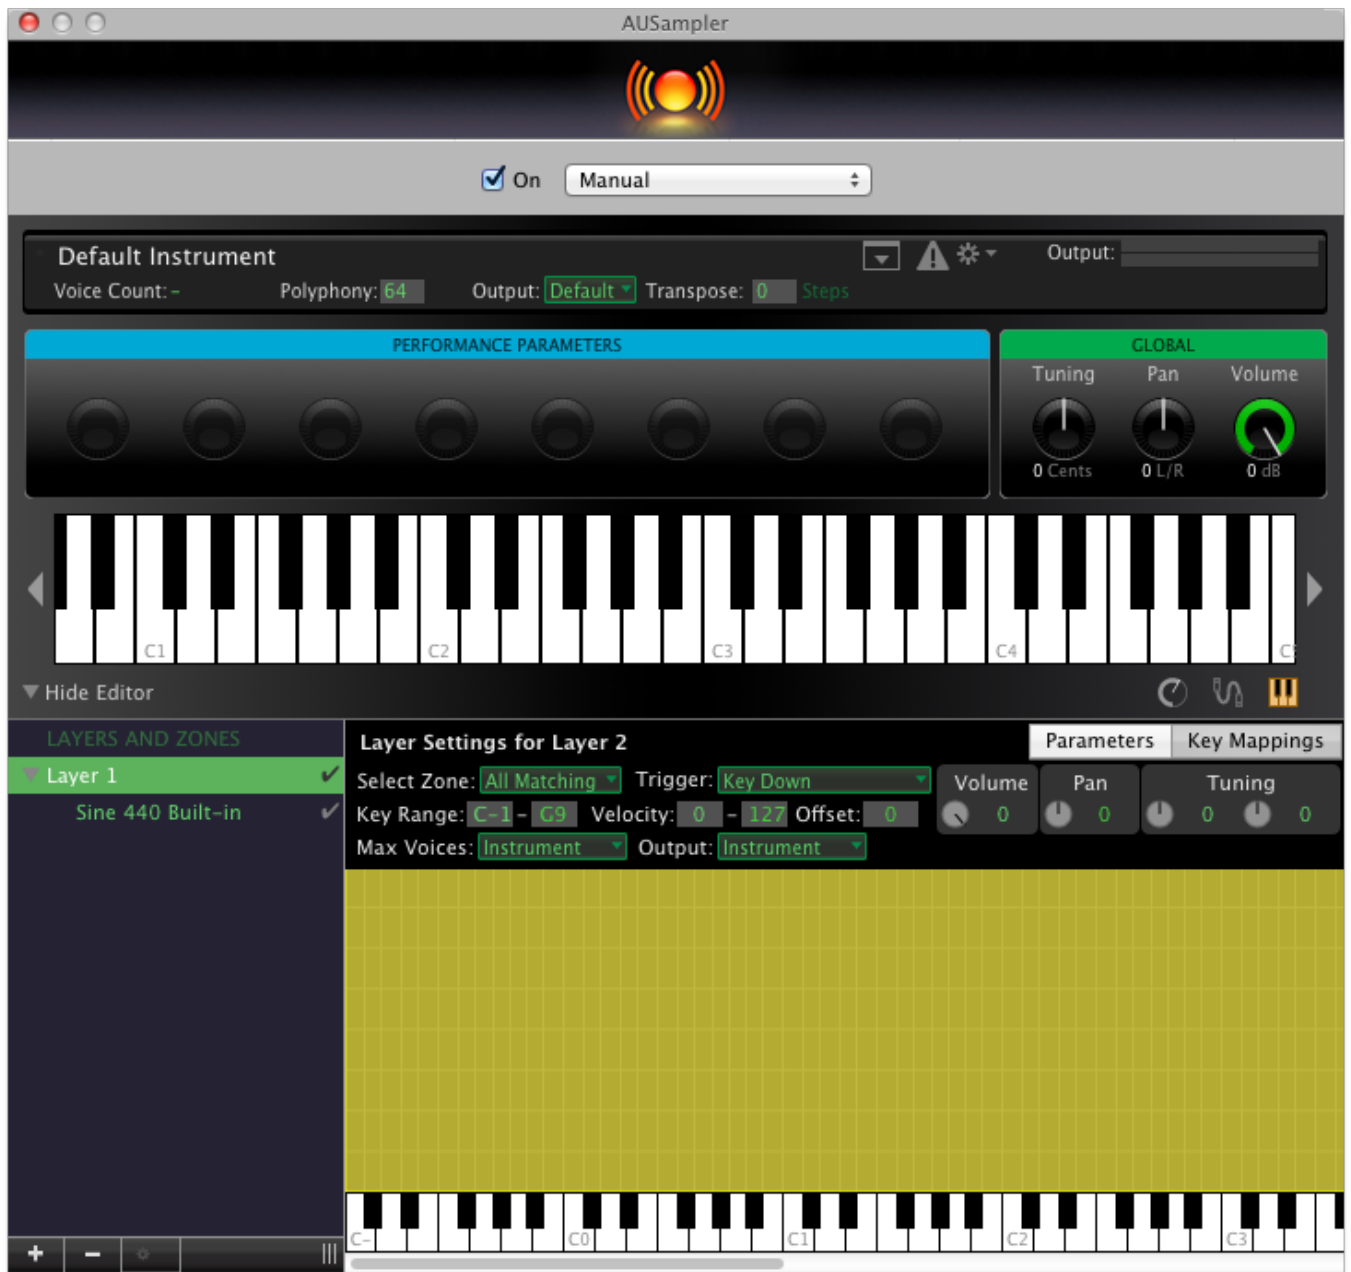 AUSampler
On Manual
Default Instrument Output:
Voice Count: - Polyphony: 64 Output: Default Transpose: 0 Steps
PERFORMANCE PARAMETERS GLOBAL
Tuning Pan Volume
0 Cents 0 L/R 0 dB
C1 C2 C3 C4
Hide Editor
LAYERS AND ZONES
Layer 1
Sine 440 Built-in
Layer Settings for Layer 2 Parameters Key Mappings
Select Zone: All Matching Trigger: Key Down Volume Pan Tuning
Key Range: C-1 - G9 Velocity: 0 - 127 Offset: 0 0 0 0 0
Max Voices: Instrument Output: Instrument
C- C0 C1 C2 C3